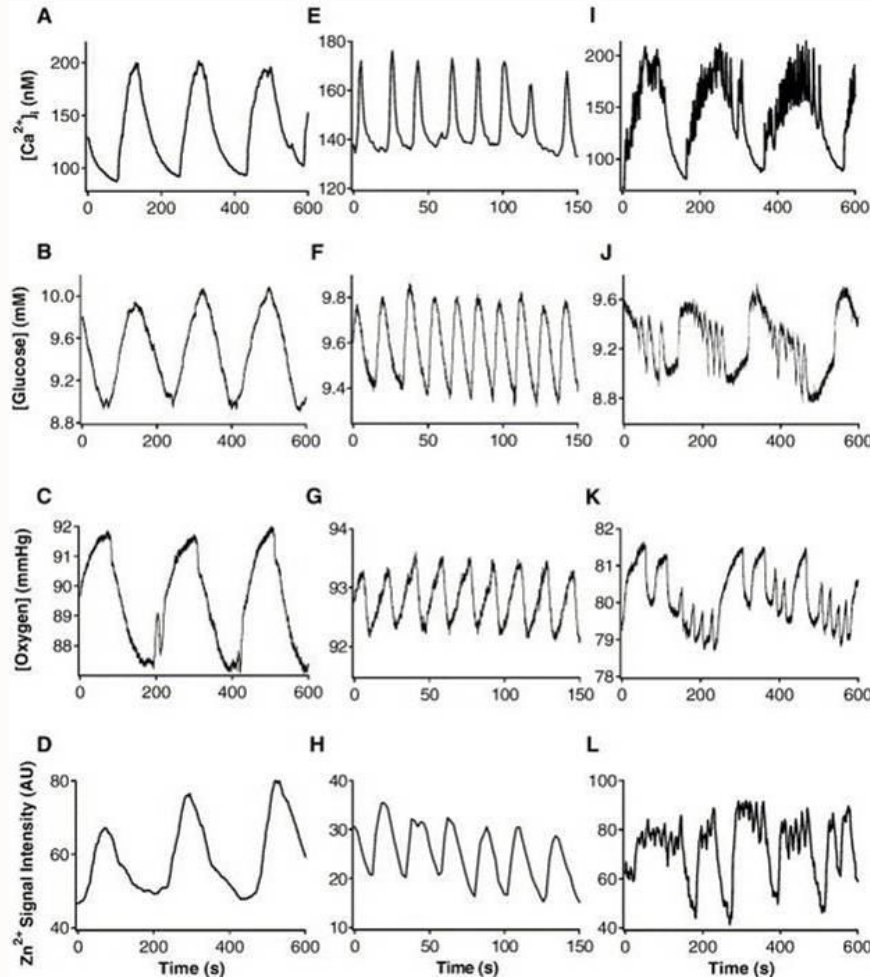 A
E
I
[Ca2+]i (nM)
200
150
100
0 200 400 600
180
160
140
120
0 50 100 150
200
150
100
0 200 400 600
B
F
J
[Glucose] (mM)
10.0
9.6
9.2
8.8
0 200 400 600
9.8
9.6
9.4
0 50 100 150
9.6
9.2
8.8
0 200 400 600
C
G
K
[Oxygen] (mmHg)
92
91
90
89
88
0 200 400 600
94
93
92
0 50 100 150
82
81
80
79
78
0 200 400 600
D
H
L
Zn2+ Signal Intensity (AU)
80
60
40
0 200 400 600
40
30
20
10
0 50 100 150
100
80
60
40
0 200 400 600
Time (s)
Time (s)
Time (s)